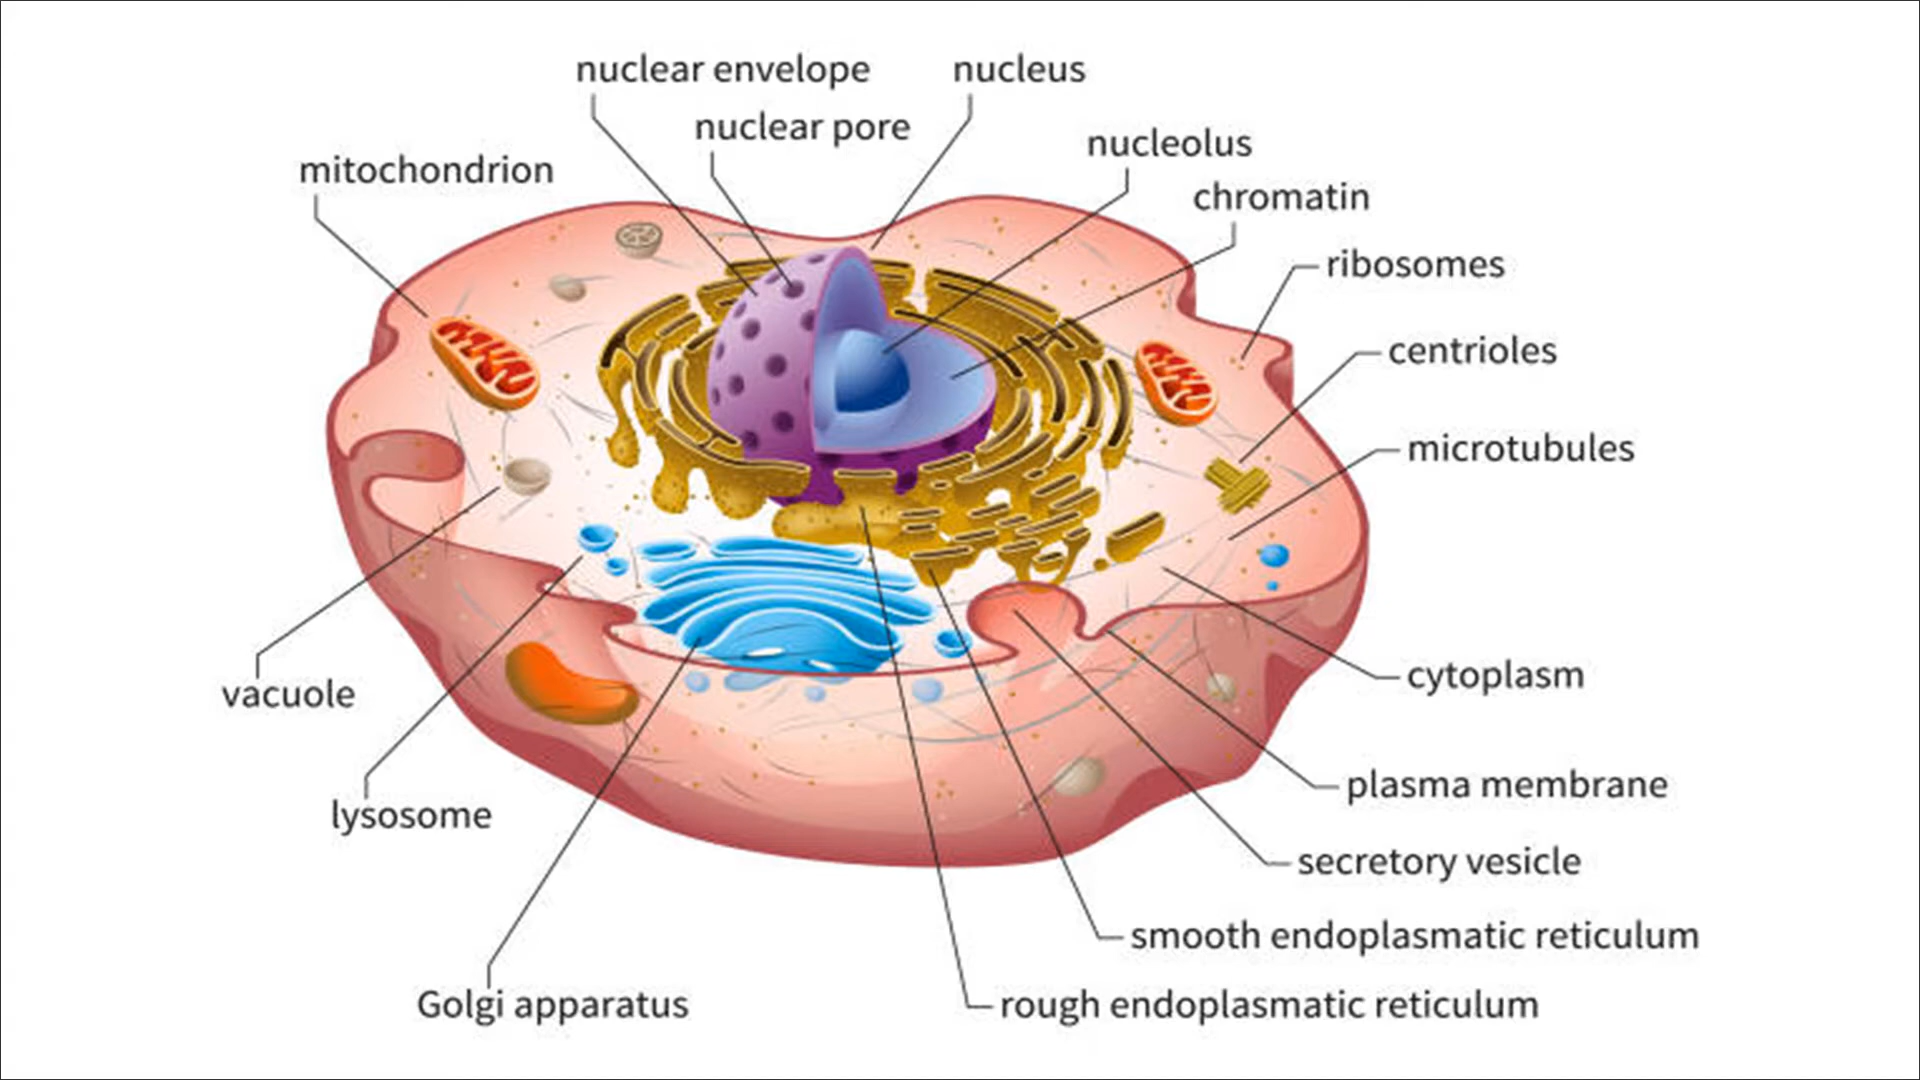 nuclear envelope
nucleus
nuclear pore
nucleolus
mitochondrion
chromatin
ribosomes
centrioles
microtubules
cytoplasm
vacuole
plasma membrane
lysosome
secretory vesicle
smooth endoplasmatic reticulum
Golgi apparatus
rough endoplasmatic reticulum